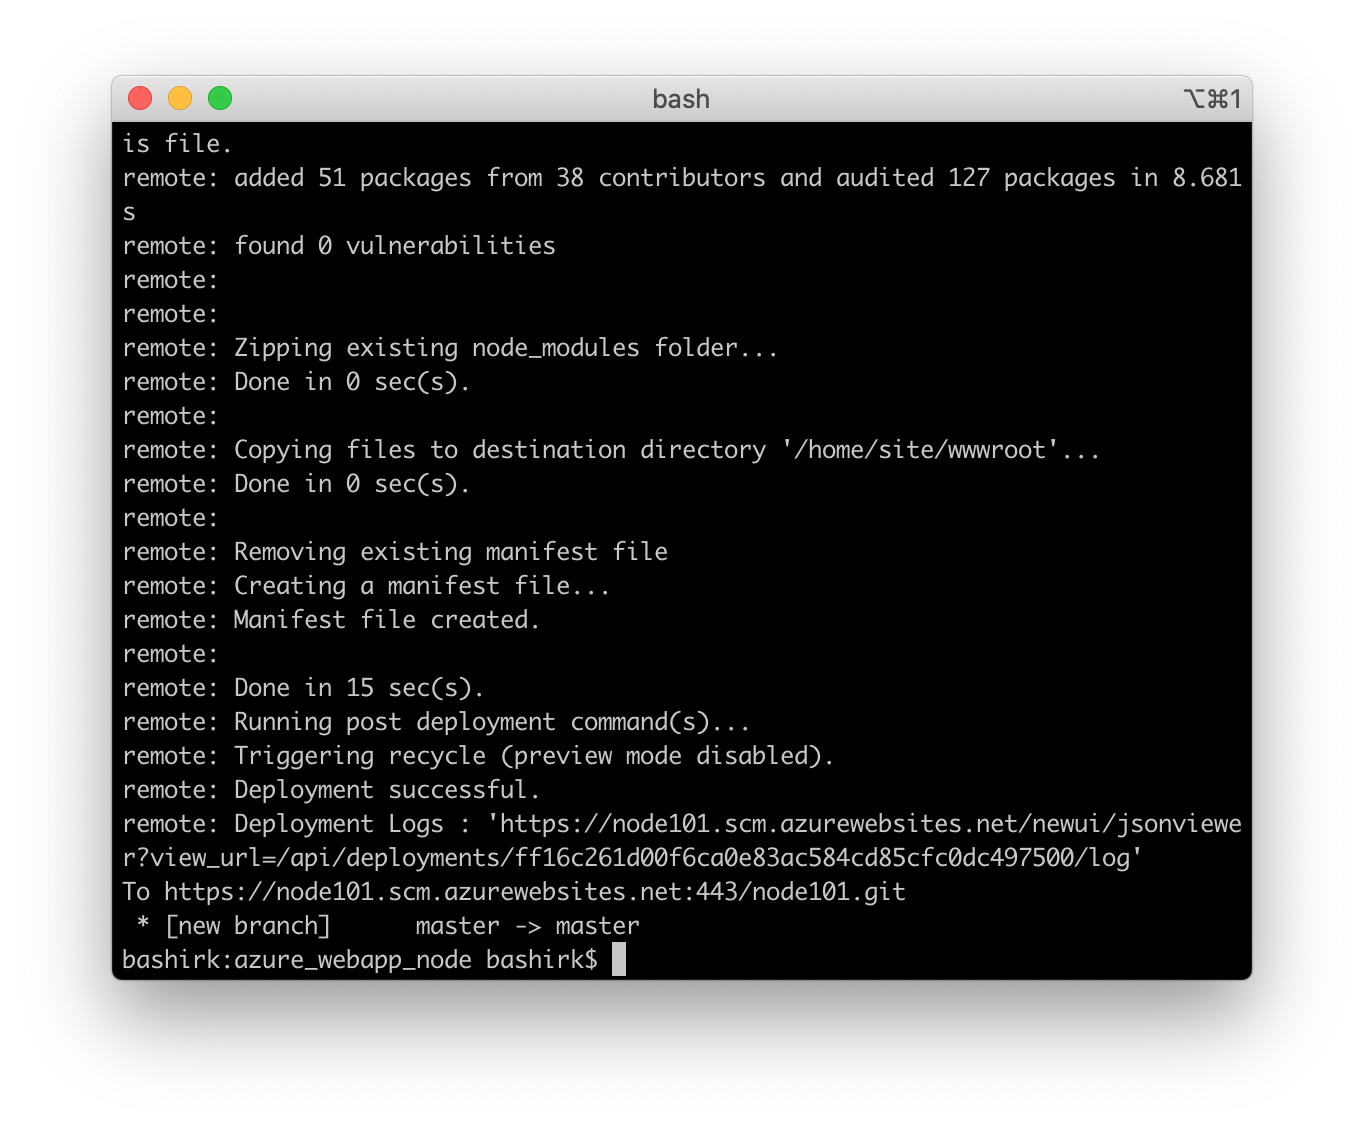 bash
⌥⌘1
is file.
remote: added 51 packages from 38 contributors and audited 127 packages in 8.681
s
remote: found 0 vulnerabilities
remote:
remote:
remote: Zipping existing node_modules folder...
remote: Done in 0 sec(s).
remote:
remote: Copying files to destination directory '/home/site/wwwroot'...
remote: Done in 0 sec(s).
remote:
remote: Removing existing manifest file
remote: Creating a manifest file...
remote: Manifest file created.
remote:
remote: Done in 15 sec(s).
remote: Running post deployment command(s)...
remote: Triggering recycle (preview mode disabled).
remote: Deployment successful.
remote: Deployment Logs : 'https://node101.scm.azurewebsites.net/newui/jsonviewe
r?view_url=/api/deployments/ff16c261d00f6ca0e83ac584cd85cfc0dc497500/log'
To https://node101.scm.azurewebsites.net:443/node101.git
 * [new branch]      master -> master
bashirk:azure_webapp_node bashirk$